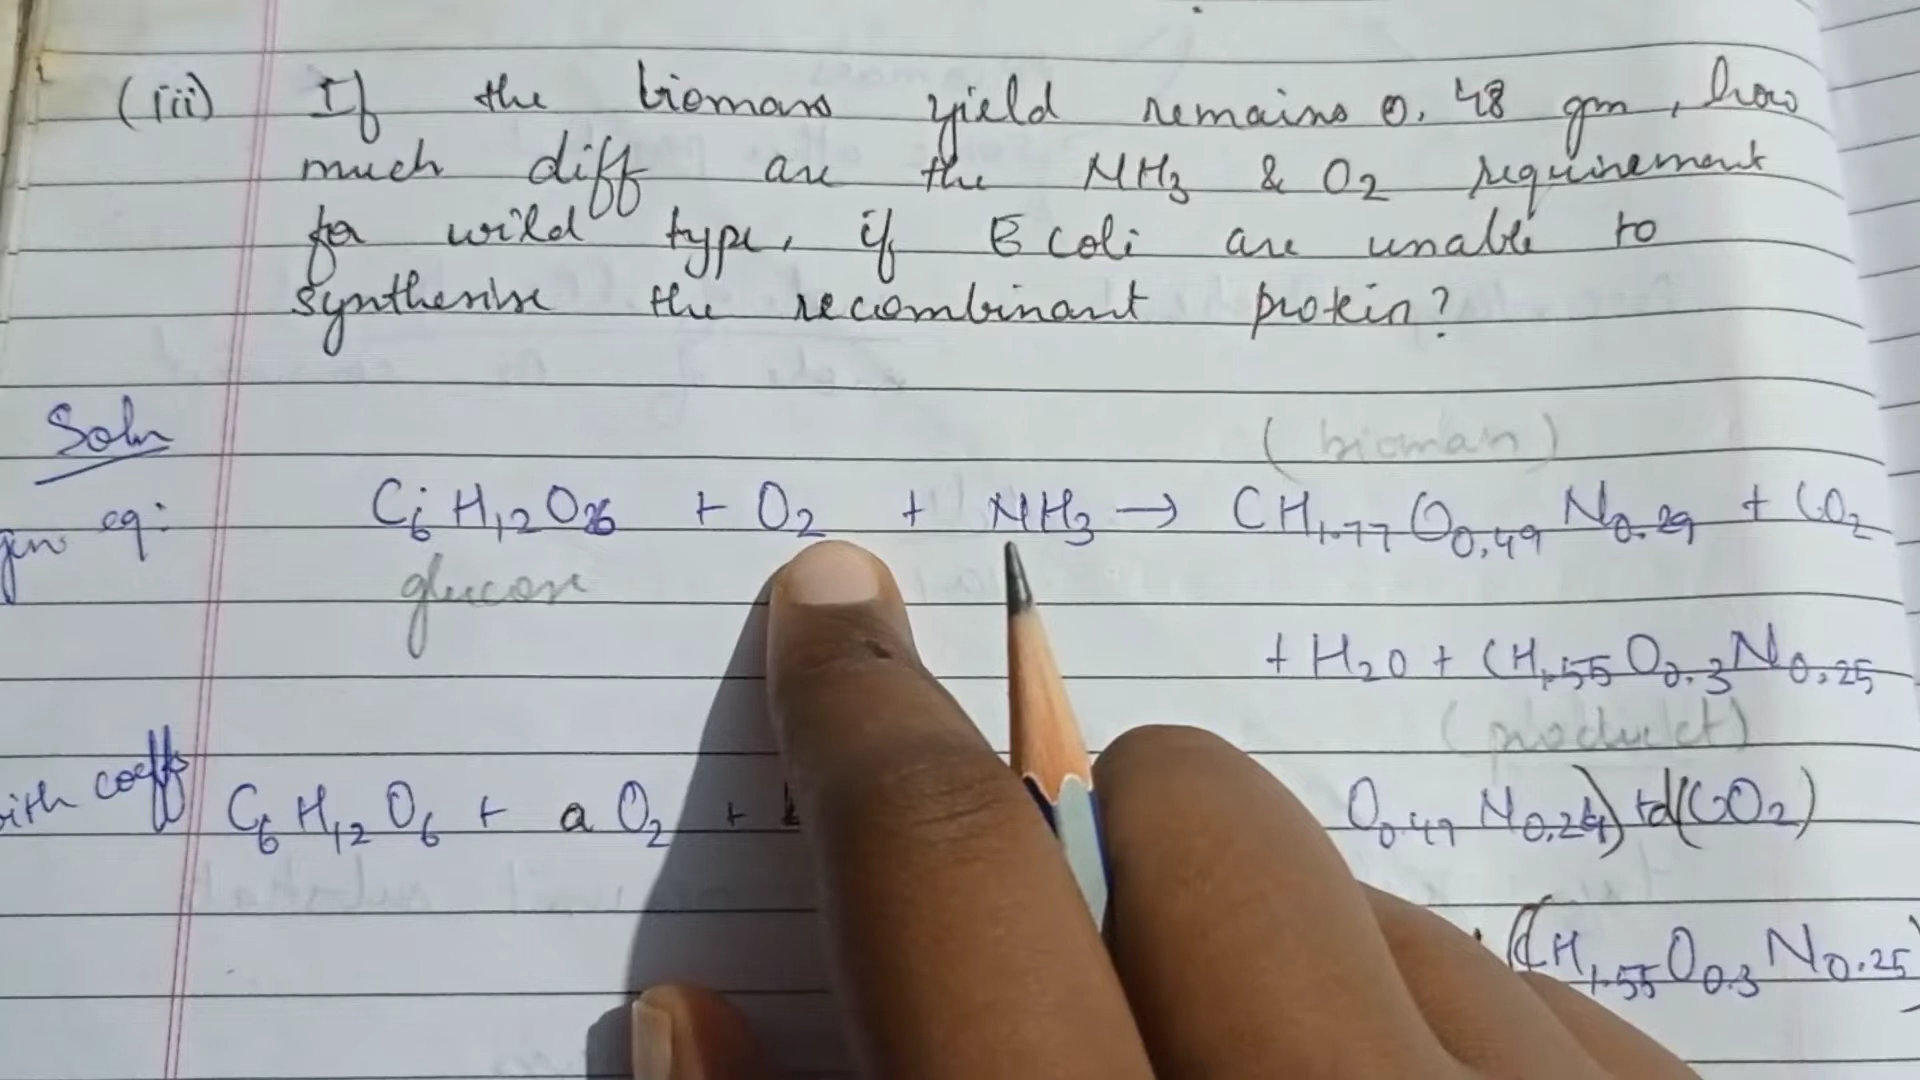 (iii) If the biomass yield remains 0.48 gm, how
much diff are the NH3 & O2 requirement
for wild type, if E coli are unable to
synthesise the recombinant protein?
Soln
(biomass)
gen eq: C6H12O6 + O2 + NH3 → CH1.77O0.49N0.29 + CO2
glucose
+ H2O + CH1.55O0.3N0.25
(product)
with coeff C6H12O6 + a O2 + O0.49N0.24) + d(CO2)
(CH1.55O0.3N0.25)